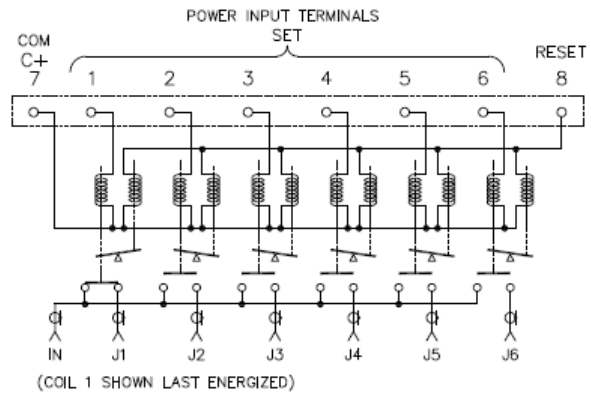 POWER INPUT TERMINALS
SET
COM
C+
RESET
7 1 2 3 4 5 6 8
IN J1 J2 J3 J4 J5 J6
(COIL 1 SHOWN LAST ENERGIZED)